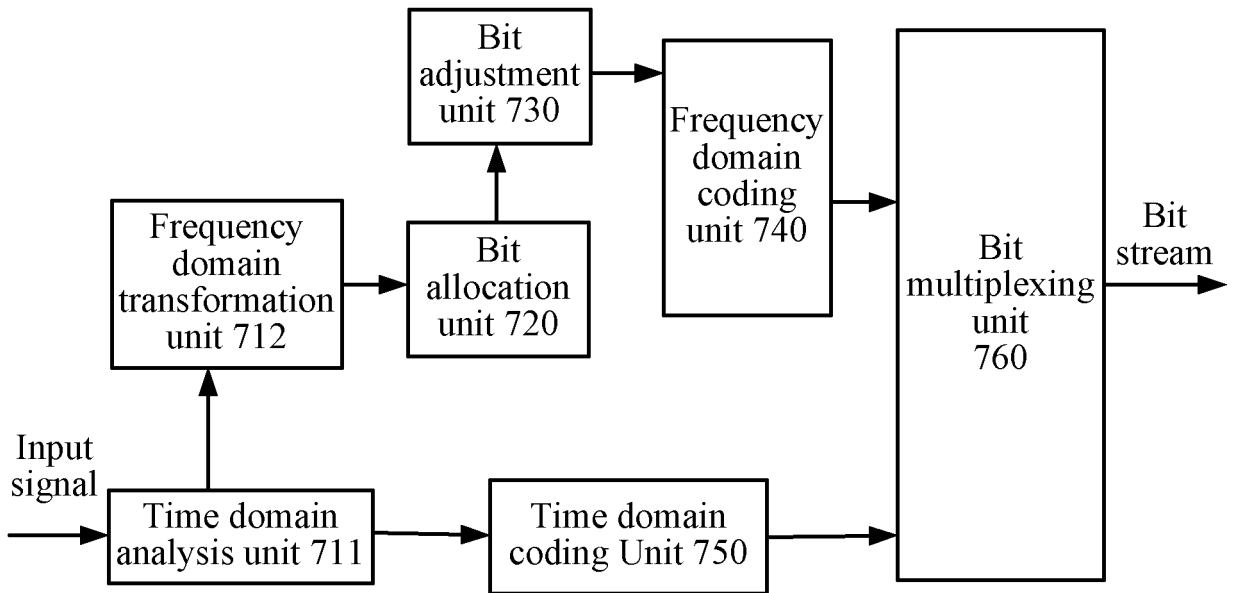 Bit
adjustment
unit 730
Frequency
domain
coding
unit 740
Frequency
domain
transformation
unit 712
Bit
allocation
unit 720
Bit
multiplexing
unit
760
Bit
stream
Input
signal
Time domain
analysis unit 711
Time domain
coding Unit 750